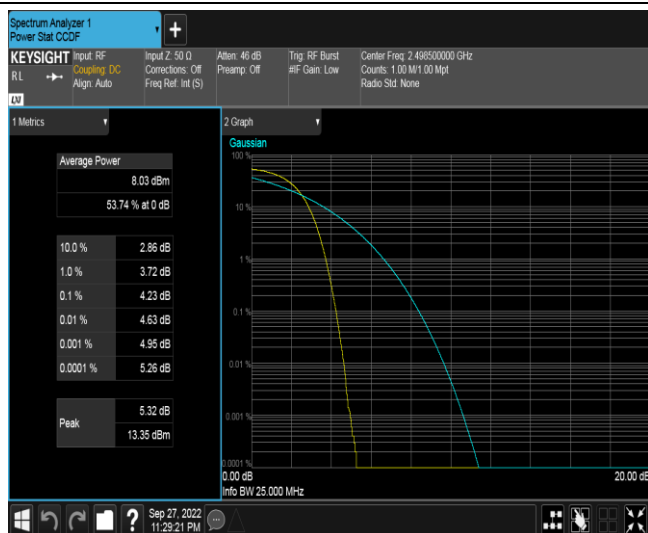 Spectrum Analyzer 1
Power Stat CCDF
+
KEYSIGHT
RL
LXI
Input: RF
Coupling: DC
Align: Auto
Input Z: 50 Ω
Corrections: Off
Freq Ref: Int (S)
Atten: 46 dB
Preamp: Off
Trig: RF Burst
#IF Gain: Low
Center Freq: 2.498500000 GHz
Counts: 1.00 M/1.00 Mpt
Radio Std: None
1 Metrics
Average Power
8.03 dBm
53.74 % at 0 dB
10.0 % 2.86 dB
1.0 % 3.72 dB
0.1 % 4.23 dB
0.01 % 4.63 dB
0.001 % 4.95 dB
0.0001 % 5.26 dB
Peak
5.32 dB
13.35 dBm
2 Graph
Gaussian
100 %
10 %
1 %
0.1 %
0.01 %
0.001 %
0.0001 %
0.00 dB 20.00 dB
Info BW 25.000 MHz
?
Sep 27, 2022
11:29:21 PM